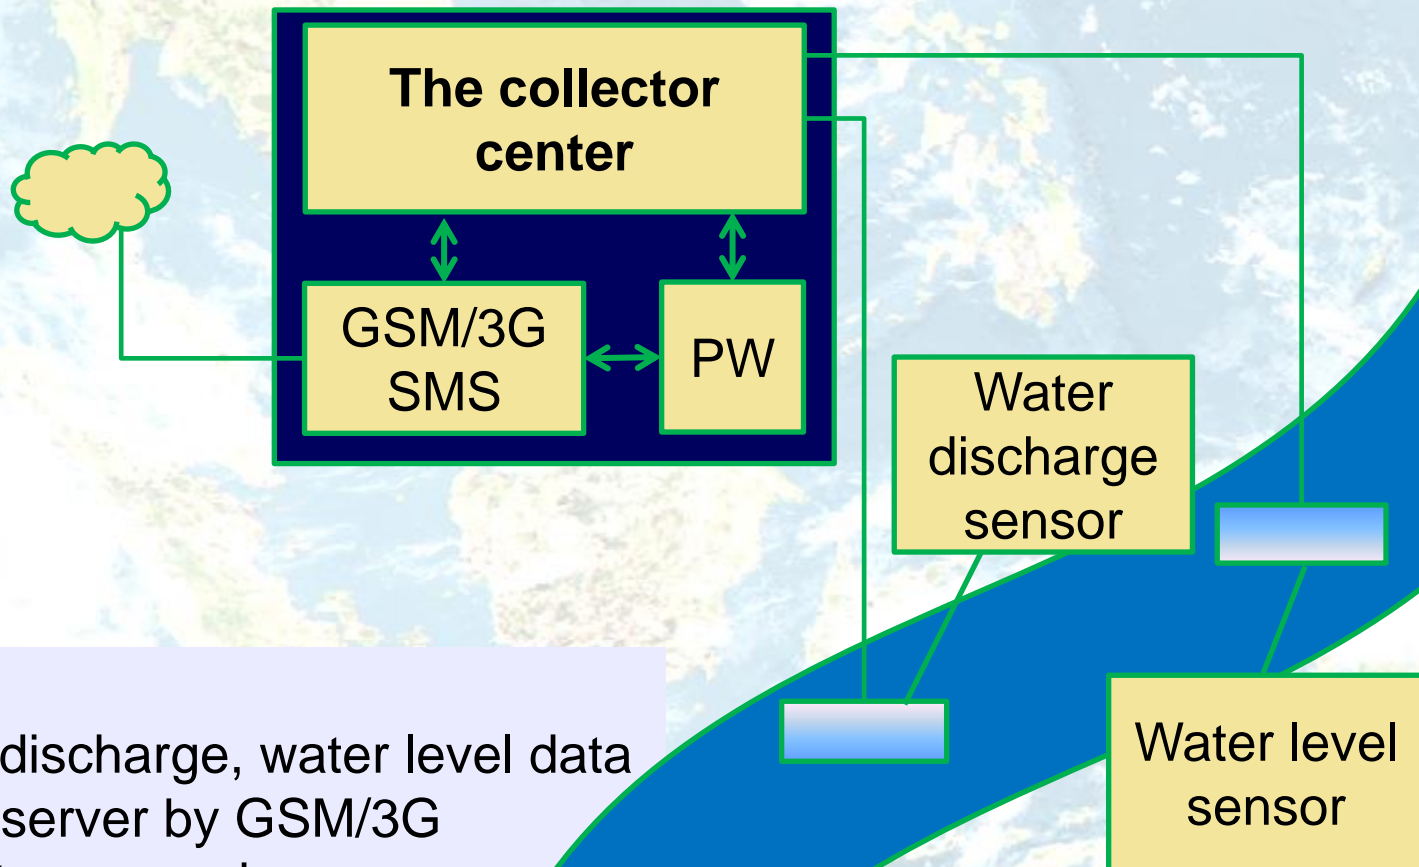 The collector
center
GSM/3G
SMS
PW
Water
discharge
sensor
Water level
sensor
discharge, water level data
server by GSM/3G